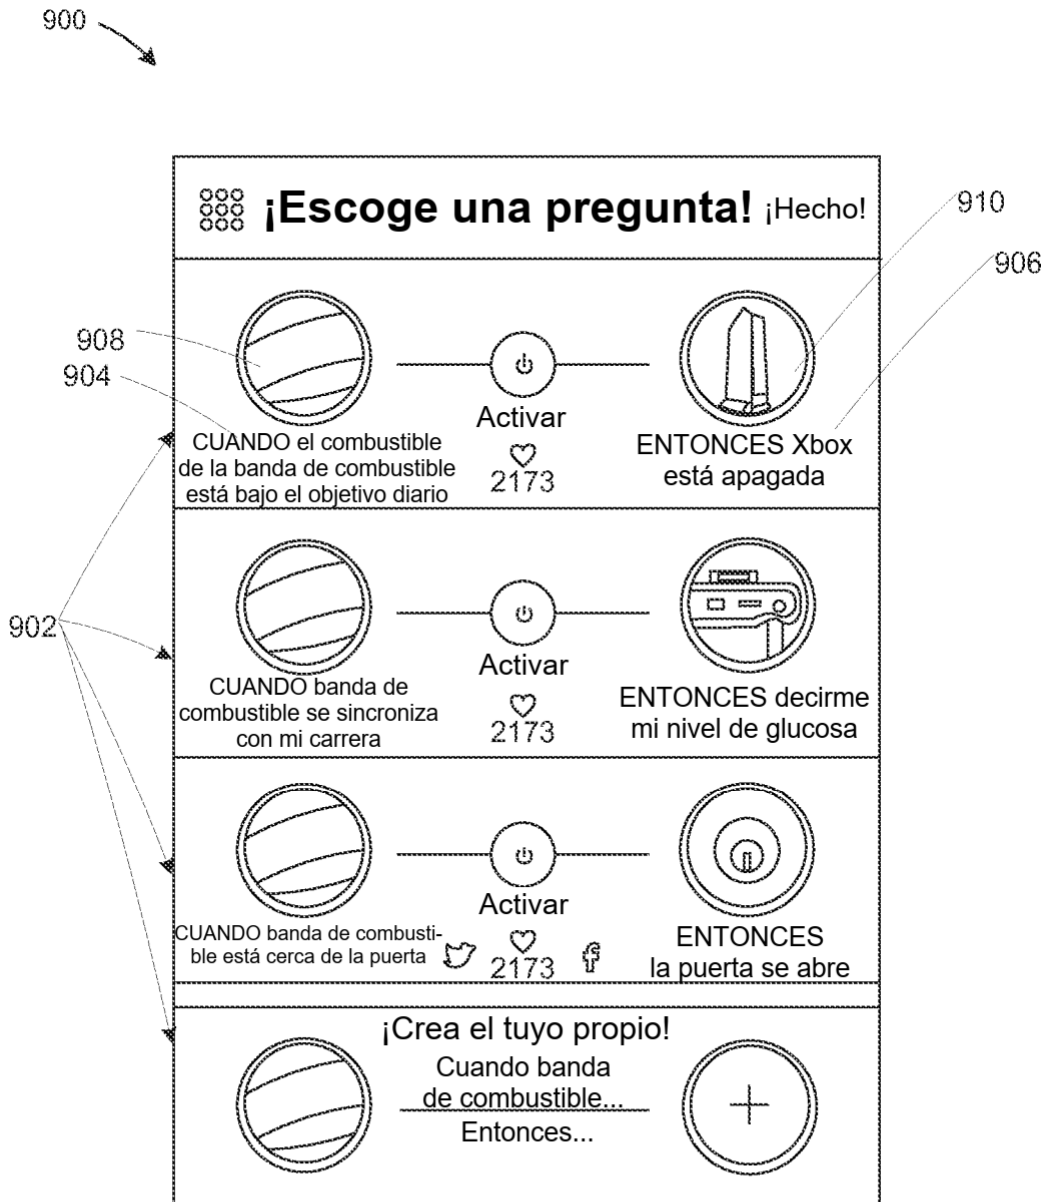 900
¡Escoge una pregunta! ¡Hecho!
910
906
908
904
Activar
2173
CUANDO el combustible
de la banda de combustible
está bajo el objetivo diario
ENTONCES Xbox
está apagada
902
Activar
2173
CUANDO banda de
combustible se sincroniza
con mi carrera
ENTONCES decirme
mi nivel de glucosa
Activar
2173
CUANDO banda de combusti-
ble está cerca de la puerta
ENTONCES
la puerta se abre
¡Crea el tuyo propio!
Cuando banda
de combustible...
Entonces...